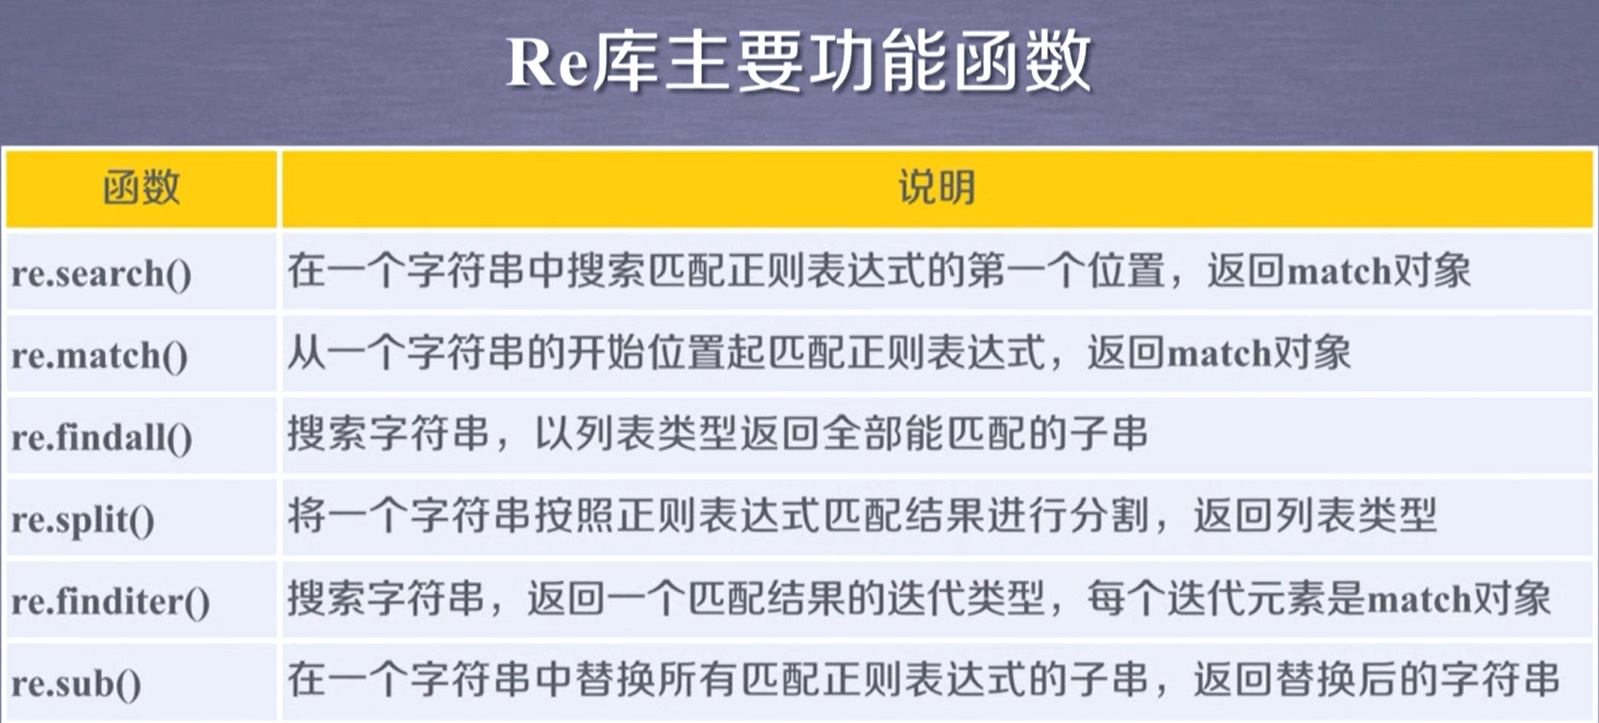 Re库主要功能函数
函数 说明
re.search() 在一个字符串中搜索匹配正则表达式的第一个位置，返回match对象
re.match() 从一个字符串的开始位置起匹配正则表达式，返回match对象
re.findall() 搜索字符串，以列表类型返回全部能匹配的子串
re.split() 将一个字符串按照正则表达式匹配结果进行分割，返回列表类型
re.finditer() 搜索字符串，返回一个匹配结果的迭代类型，每个迭代元素是match对象
re.sub() 在一个字符串中替换所有匹配正则表达式的子串，返回替换后的字符串